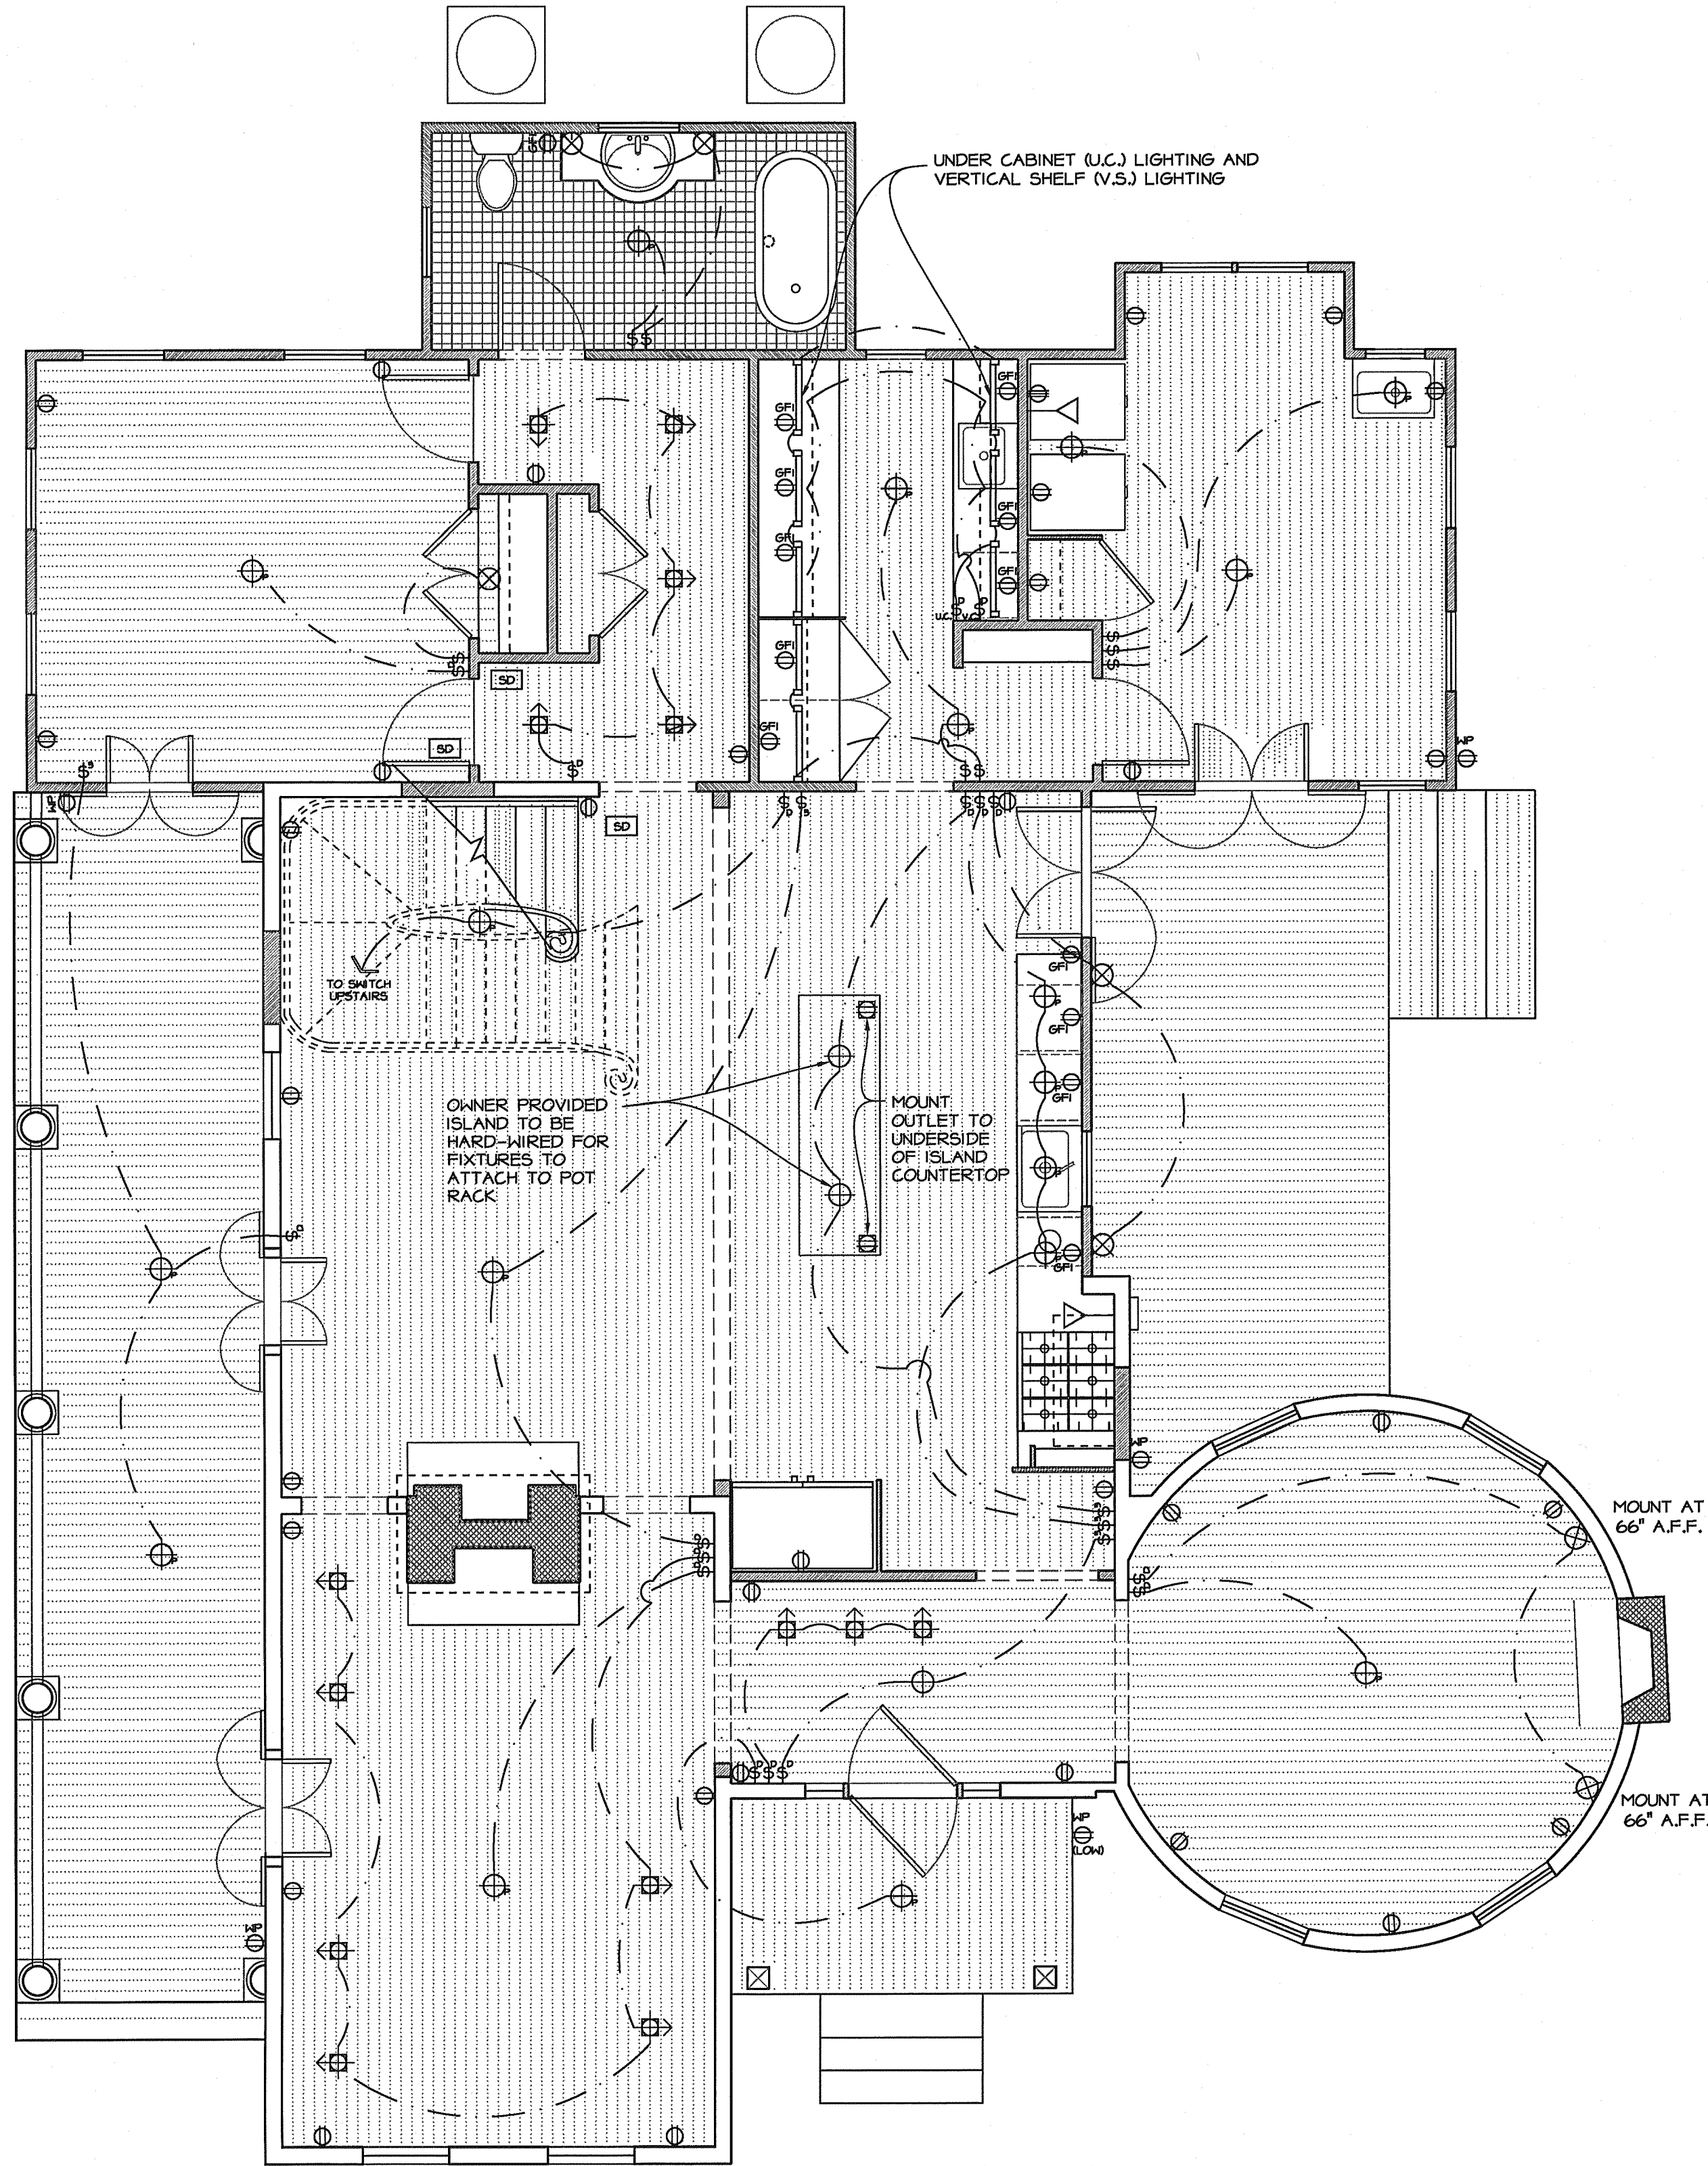 UNDER CABINET (U.C.) LIGHTING AND
VERTICAL SHELF (V.S.) LIGHTING
GFI
GFI
GFI
GFI
GFI
GFI
GFI
GFI
U.C.
SD
SD
SD
WP
WP
TO SWITCH
UPSTAIRS
GFI
GFI
GFI
GFI
OWNER PROVIDED
ISLAND TO BE
HARD-WIRED FOR
FIXTURES TO
ATTACH TO POT
RACK
MOUNT
OUTLET TO
UNDERSIDE
OF ISLAND
COUNTERTOP
WP
MOUNT AT
66" A.F.F.
MOUNT AT
66" A.F.F.
WP
(LOW)
WP